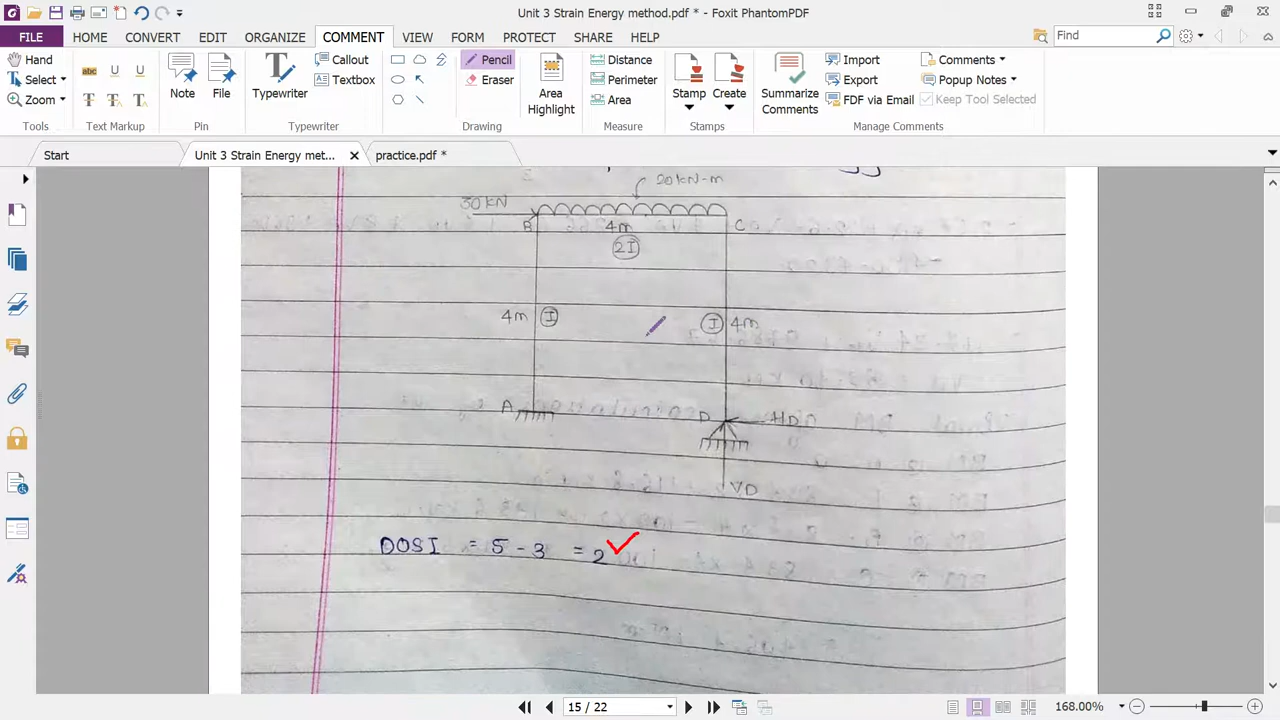 Unit 3 Strain Energy method.pdf * - Foxit PhantomPDF
FILE HOME CONVERT EDIT ORGANIZE COMMENT VIEW FORM PROTECT SHARE HELP
Find
Hand
Select
Zoom
Tools
Text Markup
Note
File
Pin
Typewriter
Callout
Textbox
Typewriter
Pencil
Eraser
Drawing
Area Highlight
Distance
Perimeter
Area
Measure
Stamp
Create
Stamps
Summarize Comments
Import
Export
FDF via Email
Comments
Popup Notes
Keep Tool Selected
Manage Comments
Start
Unit 3 Strain Energy met...
practice.pdf *
20kN-m
30KN
B
4m
C
2I
4m I
I 4m
A
D
HD
VD
DOSI = 5 - 3 = 2
15 / 22
168.00%